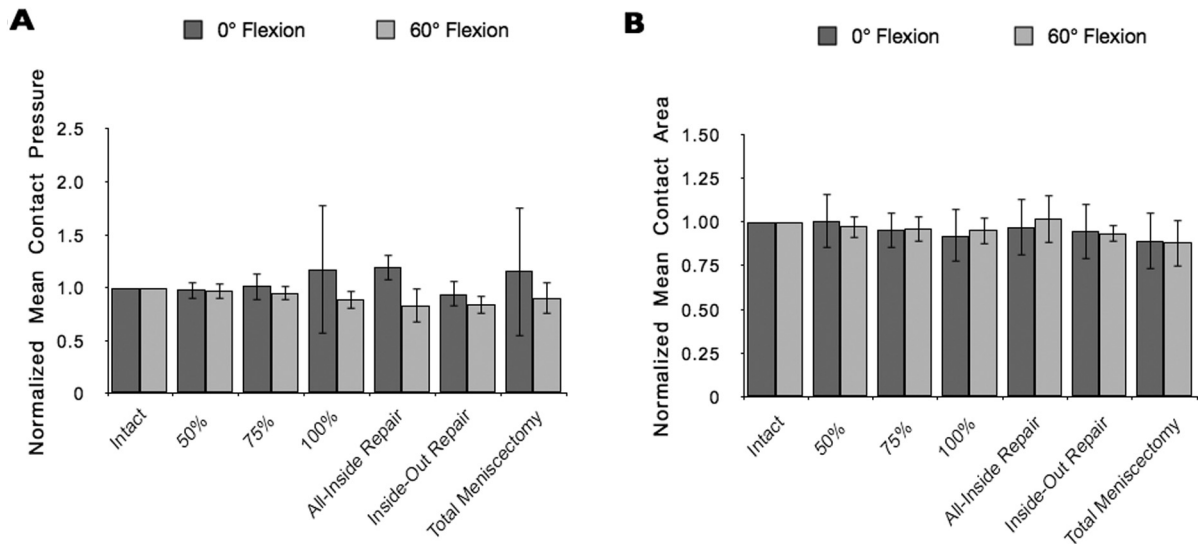 A
0° Flexion 60° Flexion
Normalized Mean Contact Pressure
2.5
2.0
1.5
1.0
0.5
0
Intact
50%
75%
100%
All-Inside Repair
Inside-Out Repair
Total Meniscectomy
B
0° Flexion 60° Flexion
Normalized Mean Contact Area
1.50
1.25
1.00
0.75
0.50
0.25
0
Intact
50%
75%
100%
All-Inside Repair
Inside-Out Repair
Total Meniscectomy